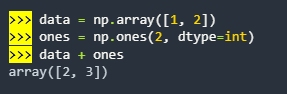 >>> data = np.array([1, 2])
>>> ones = np.ones(2, dtype=int)
>>> data + ones
array([2, 3])